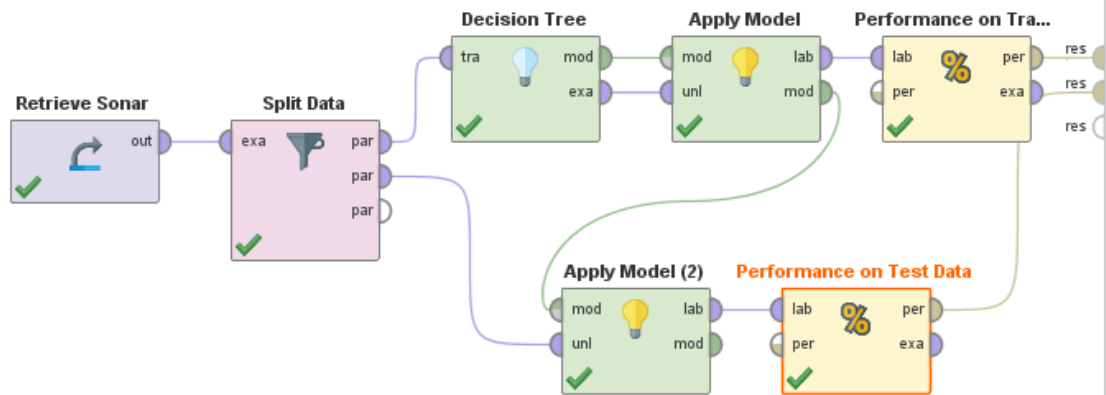 Decision Tree
Apply Model
Performance on Tra...
tra
mod
exa
mod
lab
unl
mod
lab
per
per
exa
res
res
res
Retrieve Sonar
out
Split Data
exa
par
par
par
Apply Model (2)
mod
lab
unl
mod
Performance on Test Data
lab
per
per
exa